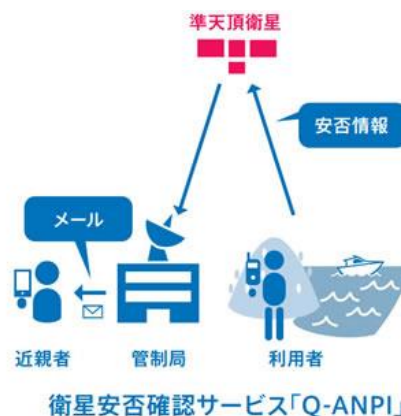 準天頂衛星
安否情報
メール
近親者
管制局
利用者
衛星安否確認サービス「Q-ANPI」